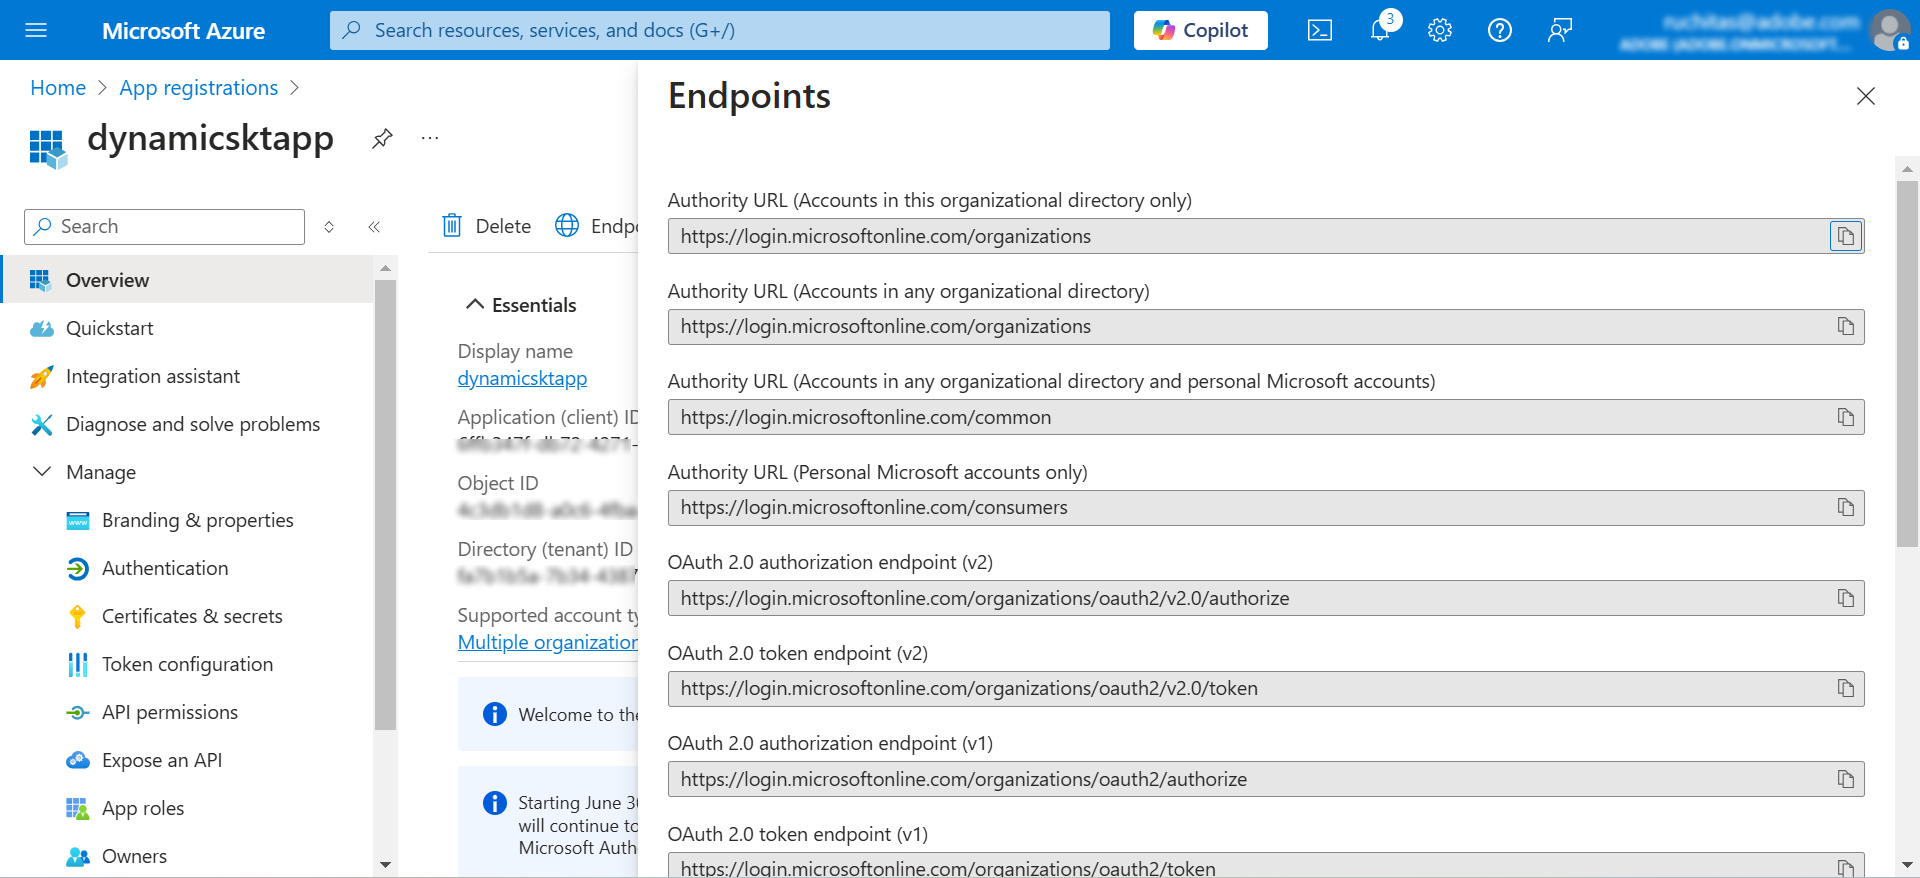 Microsoft Azure
Search resources, services, and docs (G+/)
Copilot
3
Home
App registrations
dynamicsktapp
Search
Overview
Quickstart
Integration assistant
Diagnose and solve problems
Manage
Branding & properties
Authentication
Certificates & secrets
Token configuration
API permissions
Expose an API
App roles
Owners
Delete
Endpo
Essentials
Display name
dynamicsktapp
Application (client) ID
Object ID
Directory (tenant) ID
Supported account ty
Multiple organization
Welcome to the
Starting June 30
will continue to
Microsoft Auth
Endpoints
Authority URL (Accounts in this organizational directory only)
https://login.microsoftonline.com/organizations
Authority URL (Accounts in any organizational directory)
https://login.microsoftonline.com/organizations
Authority URL (Accounts in any organizational directory and personal Microsoft accounts)
https://login.microsoftonline.com/common
Authority URL (Personal Microsoft accounts only)
https://login.microsoftonline.com/consumers
OAuth 2.0 authorization endpoint (v2)
https://login.microsoftonline.com/organizations/oauth2/v2.0/authorize
OAuth 2.0 token endpoint (v2)
https://login.microsoftonline.com/organizations/oauth2/v2.0/token
OAuth 2.0 authorization endpoint (v1)
https://login.microsoftonline.com/organizations/oauth2/authorize
OAuth 2.0 token endpoint (v1)
https://login.microsoftonline.com/organizations/oauth2/token